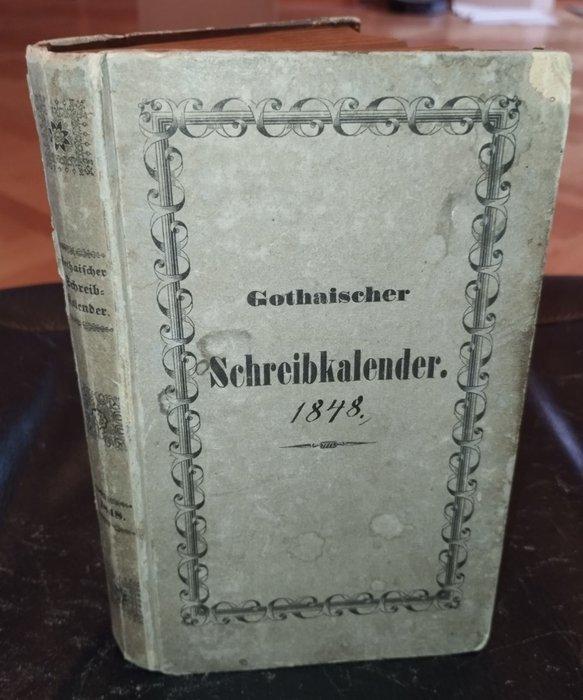 Gothaischer
Schreibkalender.
1848.
Gothaischer
Schreib-
kalender.
1848.